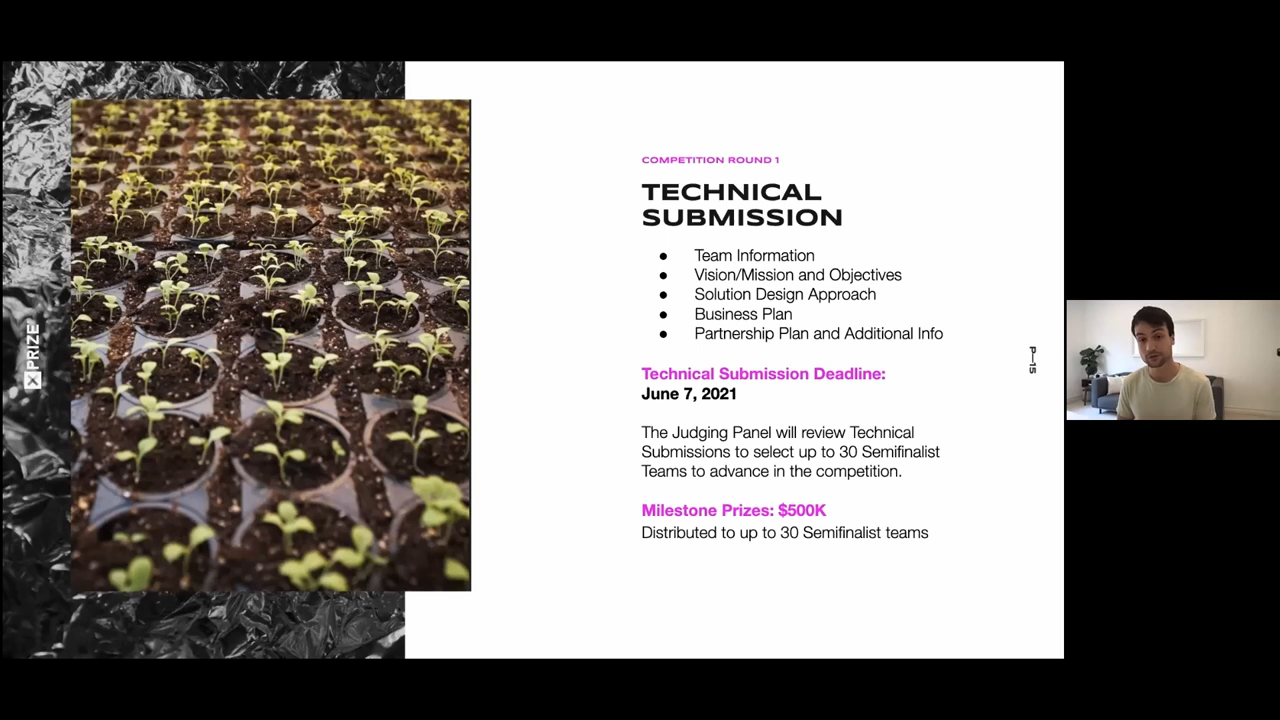 XPRIZE
COMPETITION ROUND 1
TECHNICAL
SUBMISSION
● Team Information
● Vision/Mission and Objectives
● Solution Design Approach
● Business Plan
● Partnership Plan and Additional Info
Technical Submission Deadline:
June 7, 2021
The Judging Panel will review Technical
Submissions to select up to 30 Semifinalist
Teams to advance in the competition.
Milestone Prizes: $500K
Distributed to up to 30 Semifinalist teams
P—15